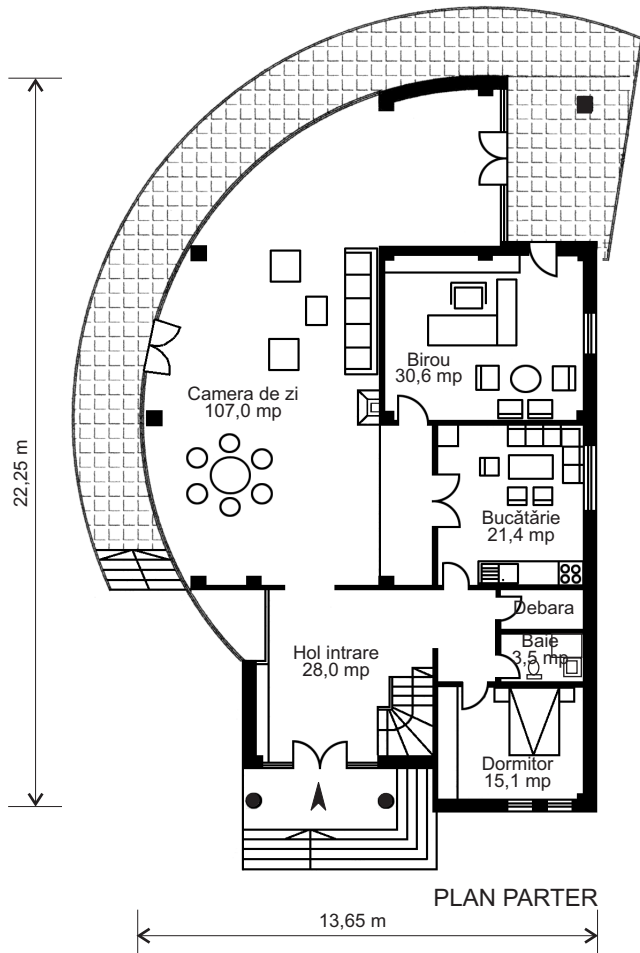 22,25 m
Birou
30,6 mp
Camera de zi
107,0 mp
Bucătărie
21,4 mp
Debara
Baie
3,5 mp
Hol intrare
28,0 mp
Dormitor
15,1 mp
PLAN PARTER
13,65 m